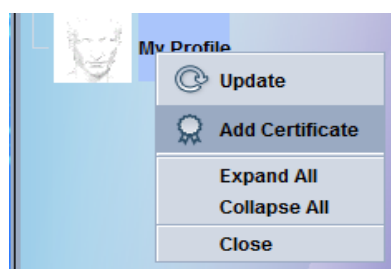 My Profile
Update
Add Certificate
Expand All
Collapse All
Close